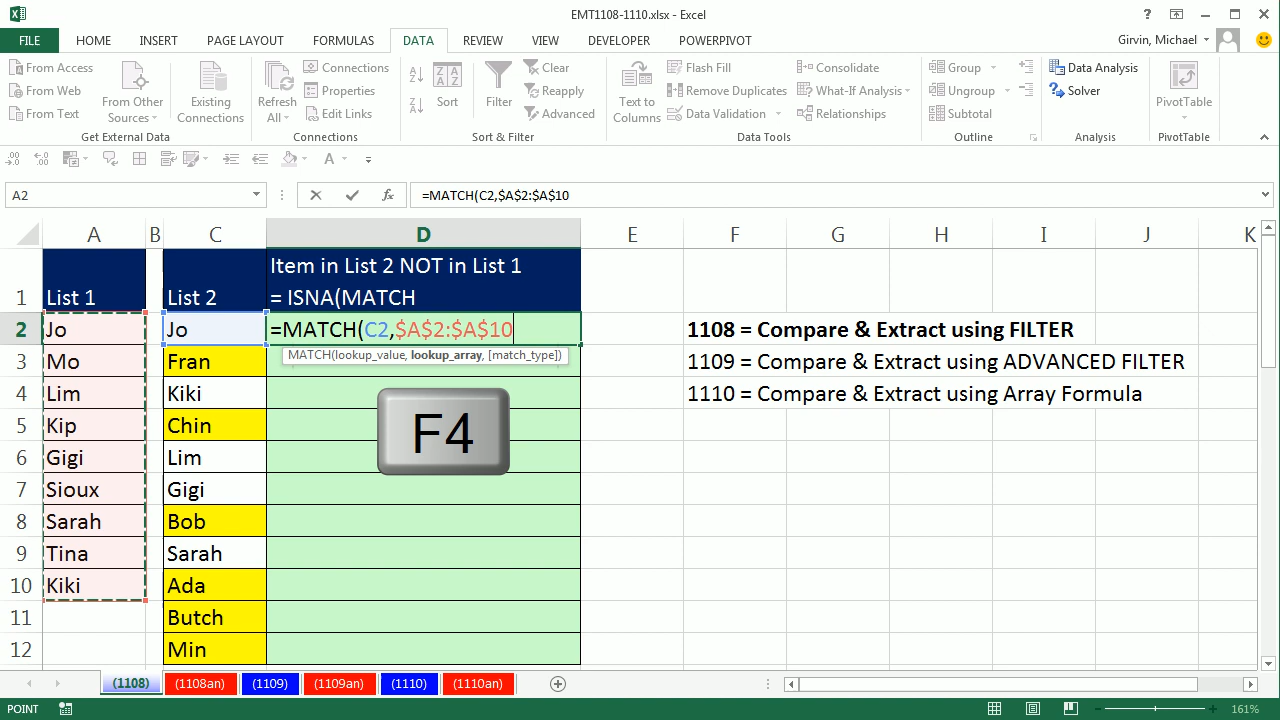 EMT1108-1110.xlsx - Excel
FILE HOME INSERT PAGE LAYOUT FORMULAS DATA REVIEW VIEW DEVELOPER POWERPIVOT Girvin, Michael
From Access
From Web
From Text
From Other Sources
Get External Data
Existing Connections
Refresh All
Connections
Properties
Edit Links
Connections
Sort
Filter
Clear
Reapply
Advanced
Sort & Filter
Text to Columns
Flash Fill
Remove Duplicates
Data Validation
Consolidate
What-If Analysis
Relationships
Data Tools
Group
Ungroup
Subtotal
Outline
Data Analysis
Solver
Analysis
PivotTable
PivotTable
A2 fx =MATCH(C2,$A$2:$A$10
A B C D E F G H I J K
Item in List 2 NOT in List 1
1 List 1 List 2 = ISNA(MATCH
2 Jo Jo =MATCH(C2,$A$2:$A$10 1108 = Compare & Extract using FILTER
MATCH(lookup_value, lookup_array, [match_type])
3 Mo Fran 1109 = Compare & Extract using ADVANCED FILTER
4 Lim Kiki 1110 = Compare & Extract using Array Formula
F4
5 Kip Chin
6 Gigi Lim
7 Sioux Gigi
8 Sarah Bob
9 Tina Sarah
10 Kiki Ada
11 Butch
12 Min
(1108) (1108an) (1109) (1109an) (1110) (1110an)
POINT 161%